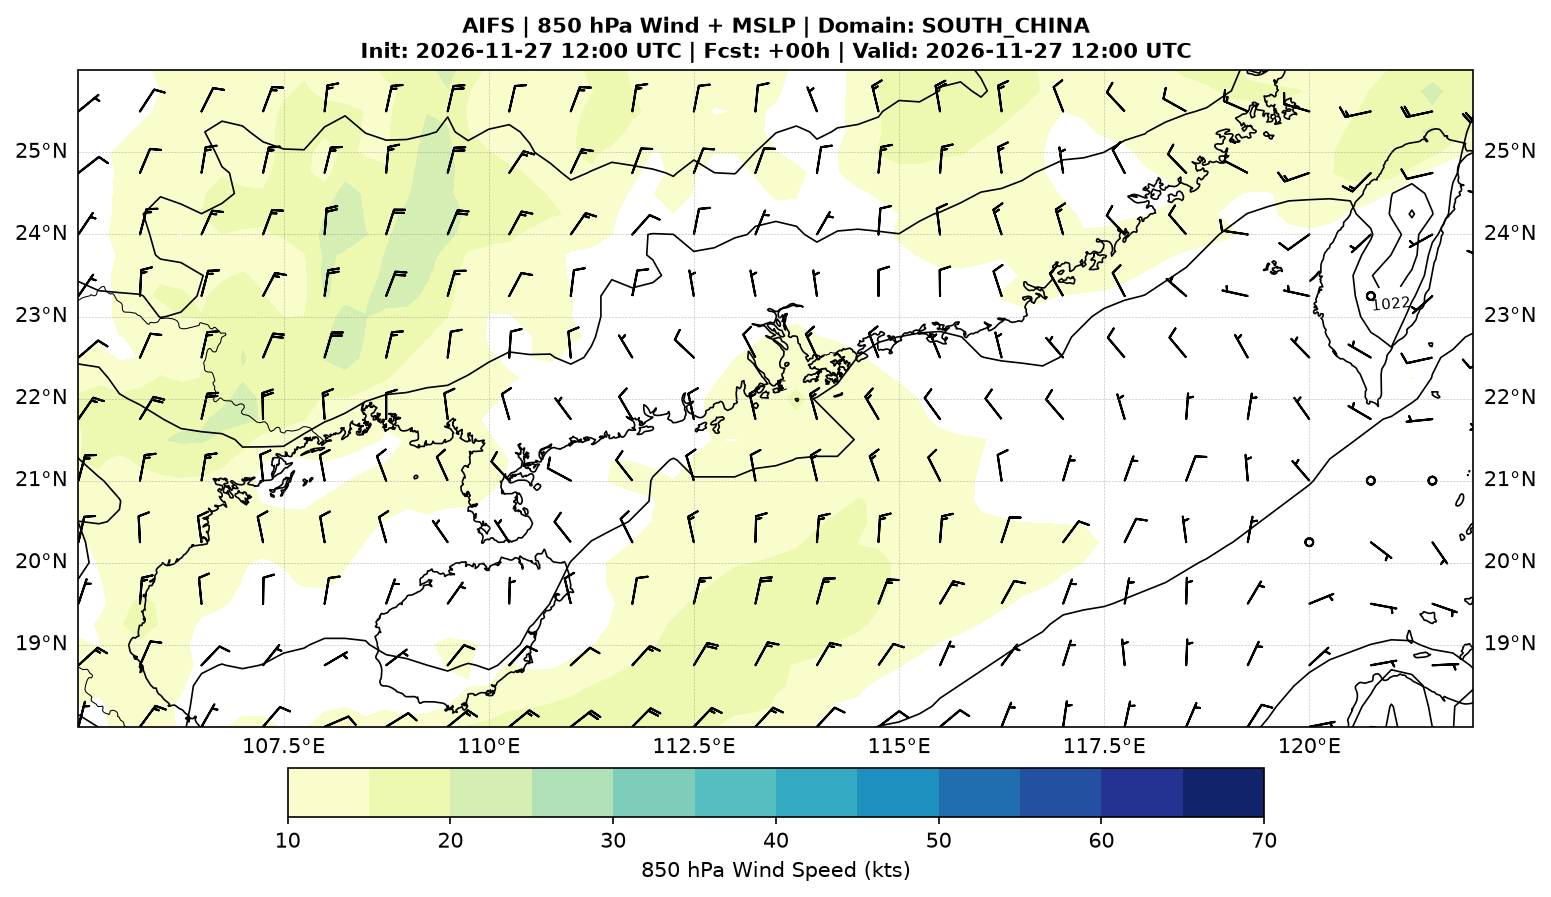 AIFS | 850 hPa Wind + MSLP | Domain: SOUTH_CHINA
Init: 2026-11-27 12:00 UTC | Fcst: +00h | Valid: 2026-11-27 12:00 UTC
25°N 25°N
24°N 24°N
23°N 1022 23°N
22°N 22°N
21°N 21°N
20°N 20°N
19°N 19°N
107.5°E 110°E 112.5°E 115°E 117.5°E 120°E
10 20 30 40 50 60 70
850 hPa Wind Speed (kts)